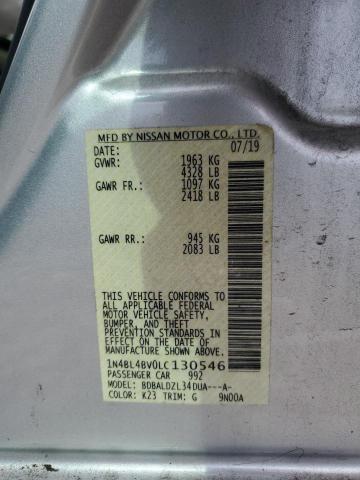 MFD BY NISSAN MOTOR CO., LTD.
DATE: 07/19
GVWR: 1963 KG
4328 LB
GAWR FR.: 1097 KG
2418 LB
GAWR RR.: 945 KG
2083 LB
THIS VEHICLE CONFORMS TO
ALL APPLICABLE FEDERAL
MOTOR VEHICLE SAFETY,
BUMPER, AND THEFT
PREVENTION STANDARDS IN
EFFECT ON THE DATE OF
MANUFACTURE SHOWN ABOVE.
1N4BL4BV0LC130546
PASSENGER CAR 992
MODEL: BDBALDZL34DUA---A-
COLOR: K23 TRIM: G 9N00A